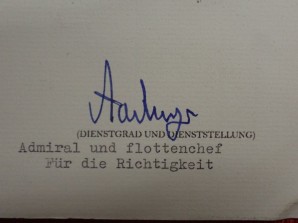 (DIENSTGRAD UND DIENSTSTELLUNG)
Admiral und flottenchef
Für die Richtigkeit